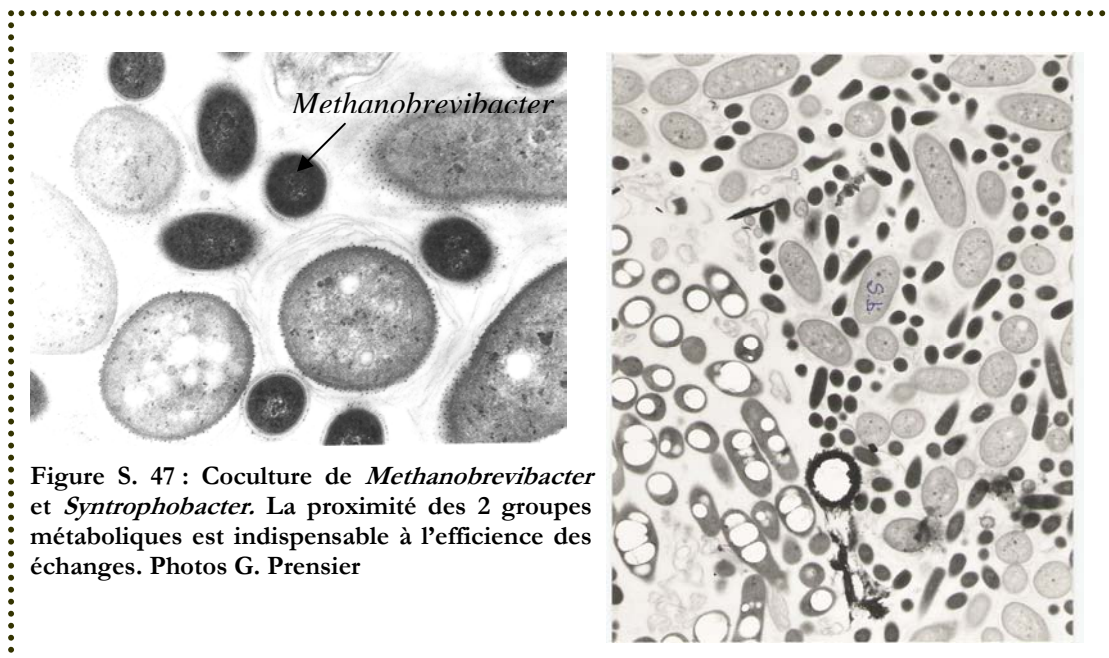 Methanobrevibacter
S.b
Figure S. 47 : Coculture de Methanobrevibacter
et Syntrophobacter. La proximité des 2 groupes
métaboliques est indispensable à l'efficience des
échanges. Photos G. Prensier